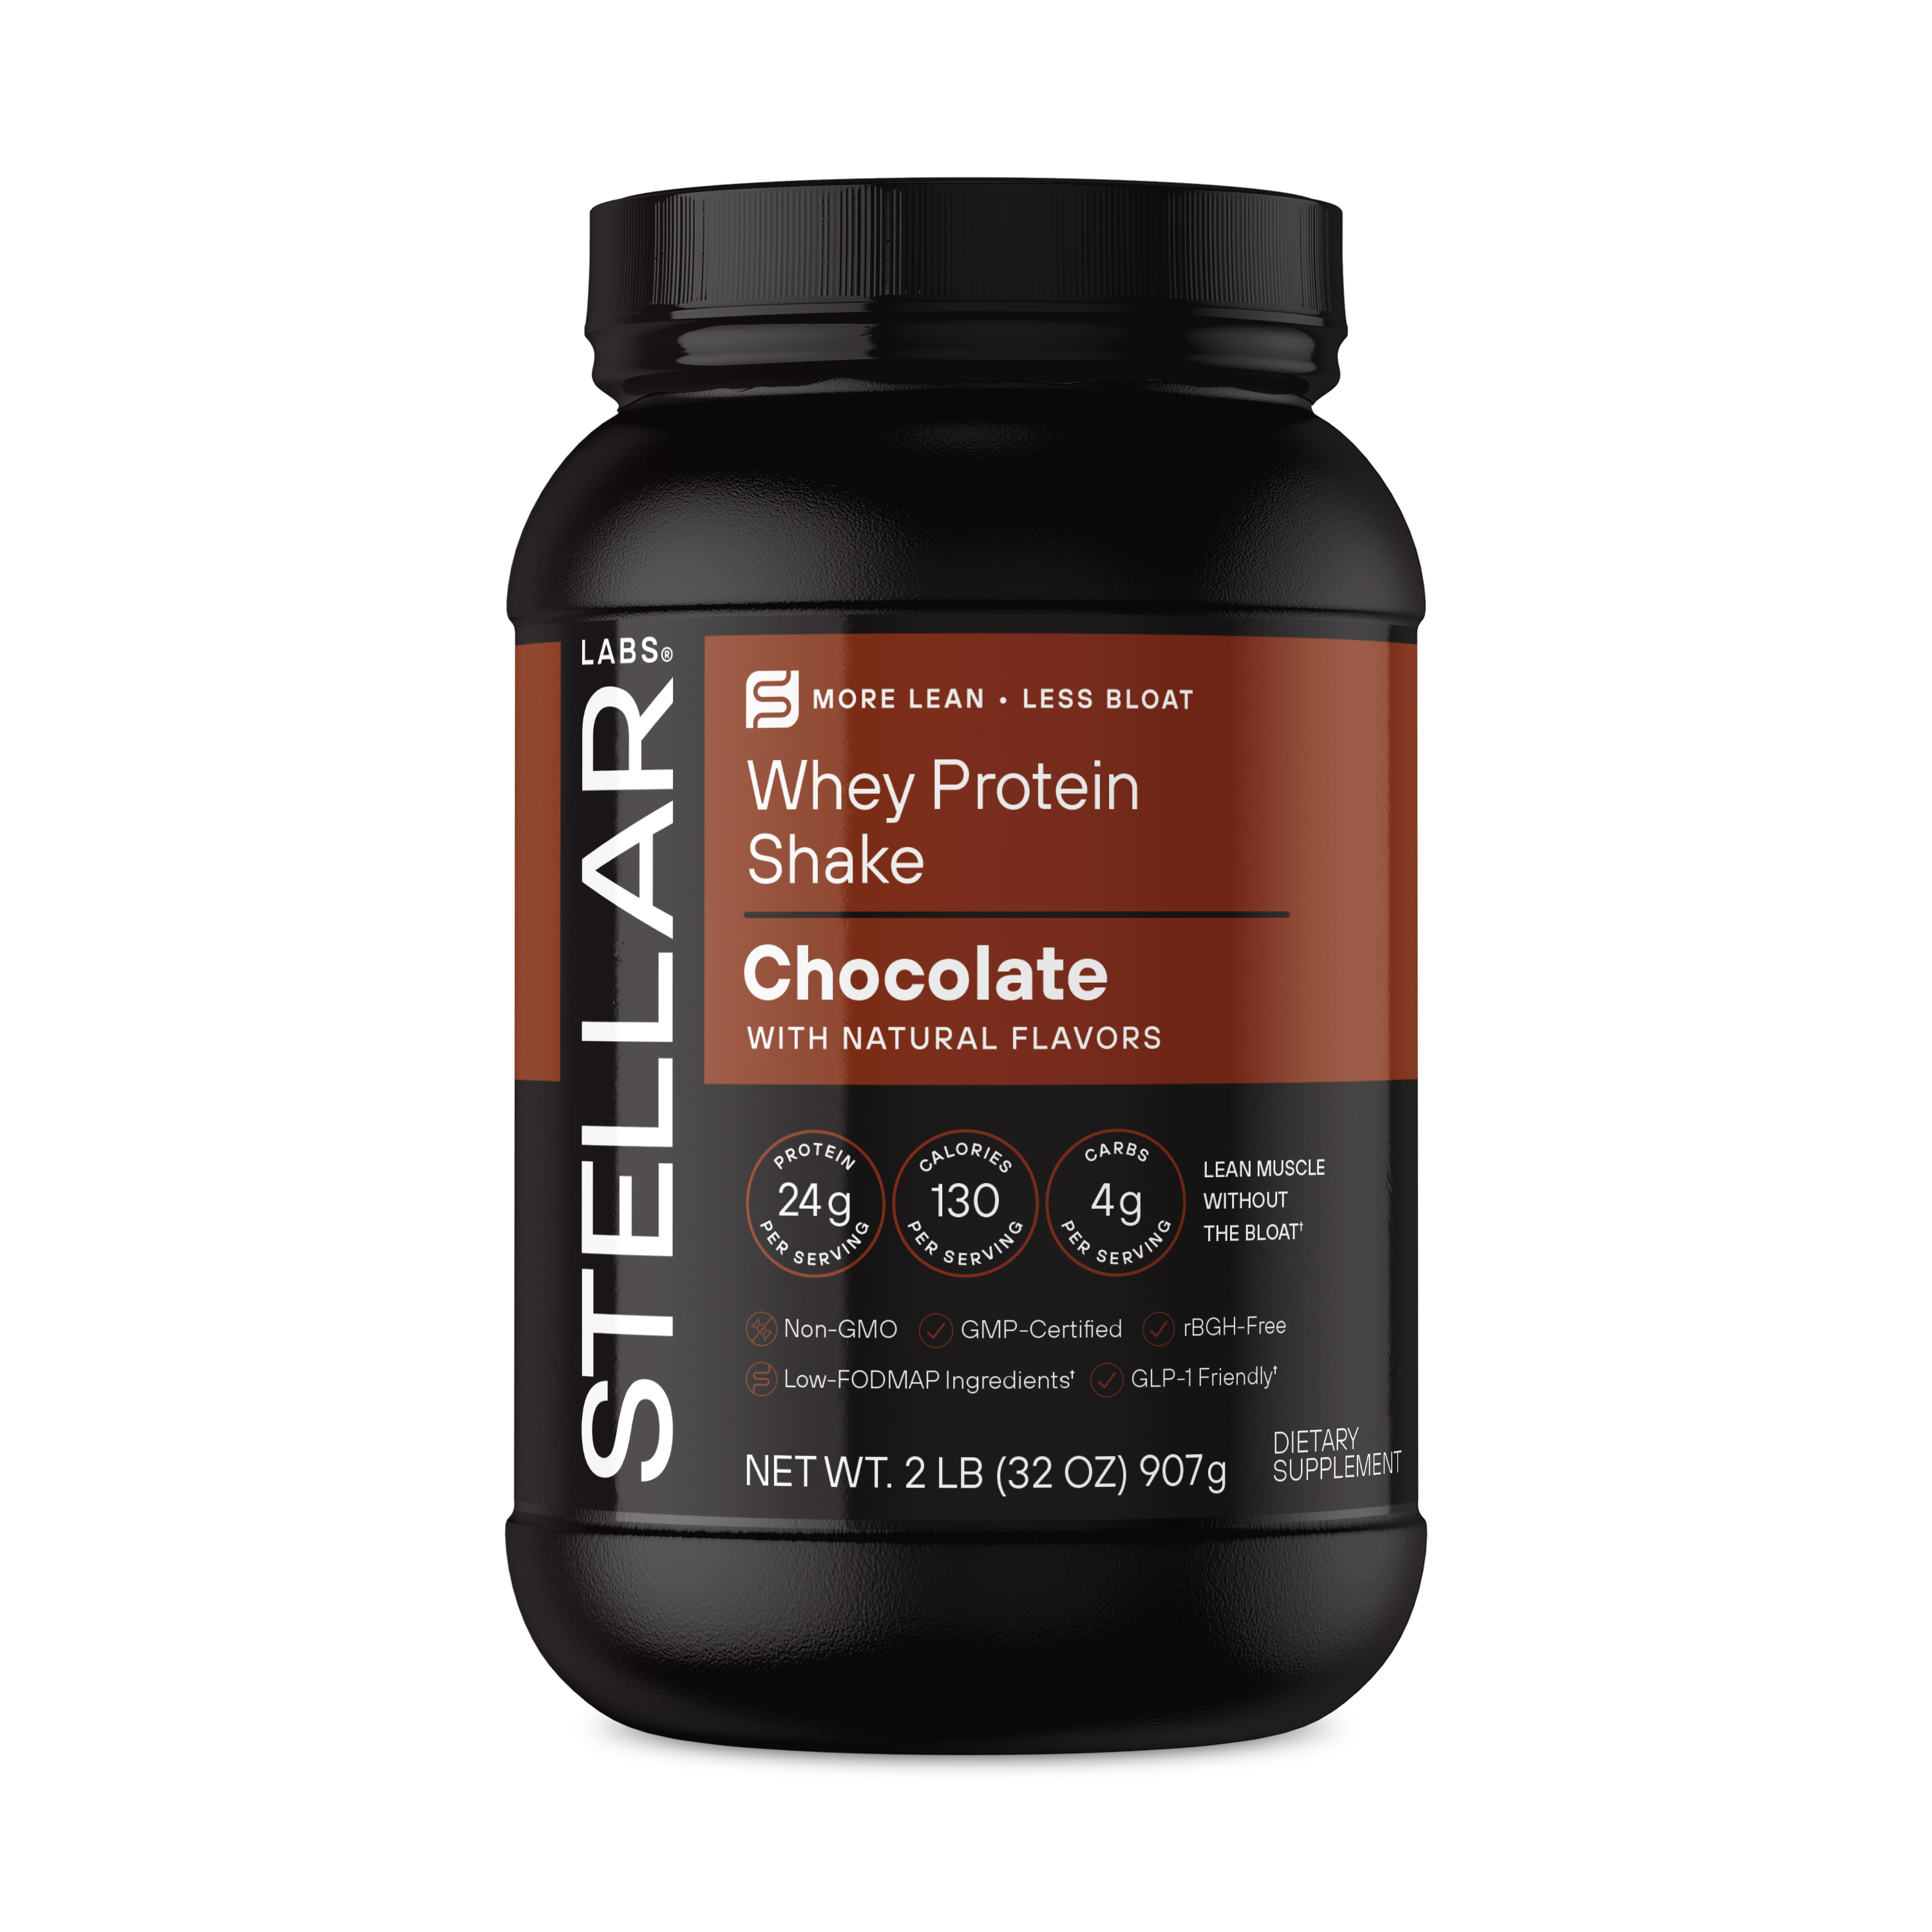 LABS®
STELLAR
MORE LEAN • LESS BLOAT
Whey Protein
Shake
Chocolate
WITH NATURAL FLAVORS
PROTEIN
24g
PER SERVING
CALORIES
130
PER SERVING
CARBS
4g
PER SERVING
LEAN MUSCLE
WITHOUT
THE BLOAT†
Non-GMO
GMP-Certified
rBGH-Free
Low-FODMAP Ingredients†
GLP-1 Friendly†
NET WT. 2 LB (32 OZ) 907g
DIETARY
SUPPLEMENT